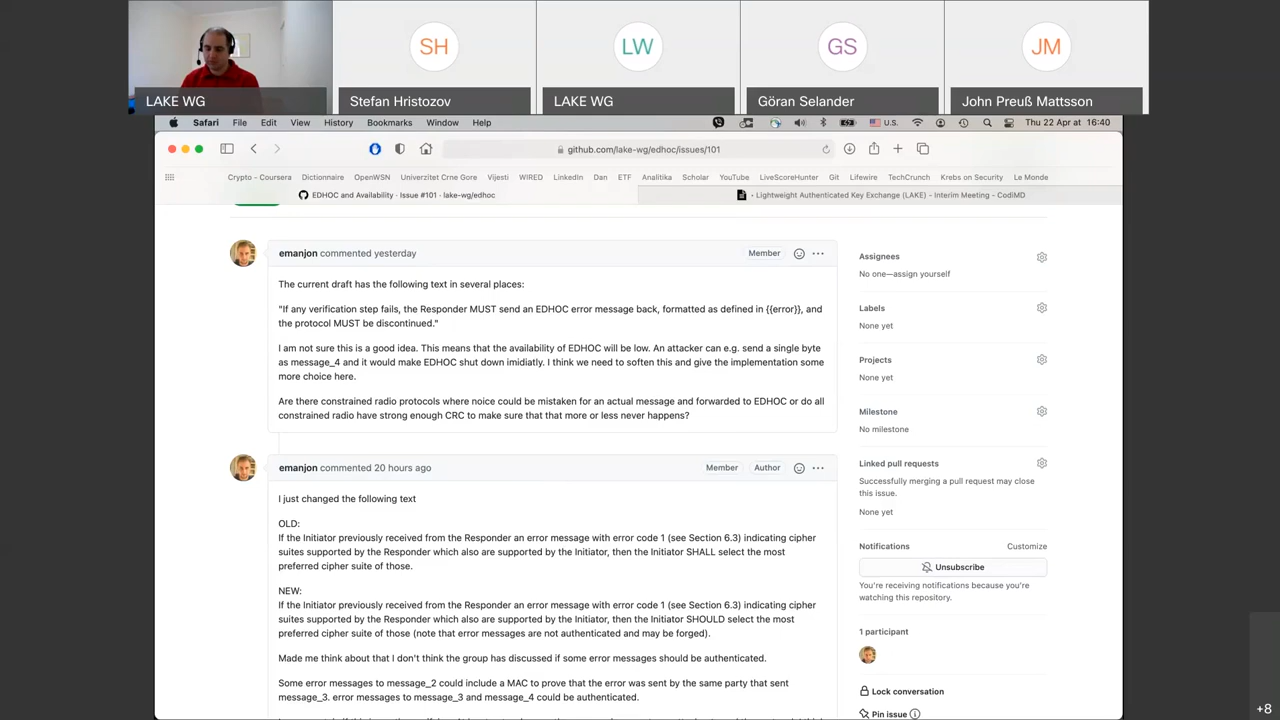 SH
LW
GS
JM
LAKE WG
Stefan Hristozov
LAKE WG
Göran Selander
John Preuß Mattsson
Safari File Edit View History Bookmarks Window Help
U.S.
Thu 22 Apr at 16:40
github.com/lake-wg/edhoc/issues/101
Crypto - Coursera Dictionnaire OpenWSN Univerzitet Crne Gore Vijesti WIRED LinkedIn Dan ETF Analitika Scholar YouTube LiveScoreHunter Git Lifewire TechCrunch Krebs on Security Le Monde
EDHOC and Availability · Issue #101 · lake-wg/edhoc
• Lightweight Authenticated Key Exchange (LAKE) - Interim Meeting - CodiMD
emanjon commented yesterday
Member
The current draft has the following text in several places:
"If any verification step fails, the Responder MUST send an EDHOC error message back, formatted as defined in {{error}}, and
the protocol MUST be discontinued."
I am not sure this is a good idea. This means that the availability of EDHOC will be low. An attacker can e.g. send a single byte
as message_4 and it would make EDHOC shut down imidiatly. I think we need to soften this and give the implementation some
more choice here.
Are there constrained radio protocols where noice could be mistaken for an actual message and forwarded to EDHOC or do all
constrained radio have strong enough CRC to make sure that that more or less never happens?
emanjon commented 20 hours ago
Member
Author
I just changed the following text
OLD:
If the Initiator previously received from the Responder an error message with error code 1 (see Section 6.3) indicating cipher
suites supported by the Responder which also are supported by the Initiator, then the Initiator SHALL select the most
preferred cipher suite of those.
NEW:
If the Initiator previously received from the Responder an error message with error code 1 (see Section 6.3) indicating cipher
suites supported by the Responder which also are supported by the Initiator, then the Initiator SHOULD select the most
preferred cipher suite of those (note that error messages are not authenticated and may be forged).
Made me think about that I don't think the group has discussed if some error messages should be authenticated.
Some error messages to message_2 could include a MAC to prove that the error was sent by the same party that sent
message_3. error messages to message_3 and message_4 could be authenticated.
Assignees
No one—assign yourself
Labels
None yet
Projects
None yet
Milestone
No milestone
Linked pull requests
Successfully merging a pull request may close
this issue.
None yet
Notifications
Customize
Unsubscribe
You're receiving notifications because you're
watching this repository.
1 participant
Lock conversation
Pin issue
+8